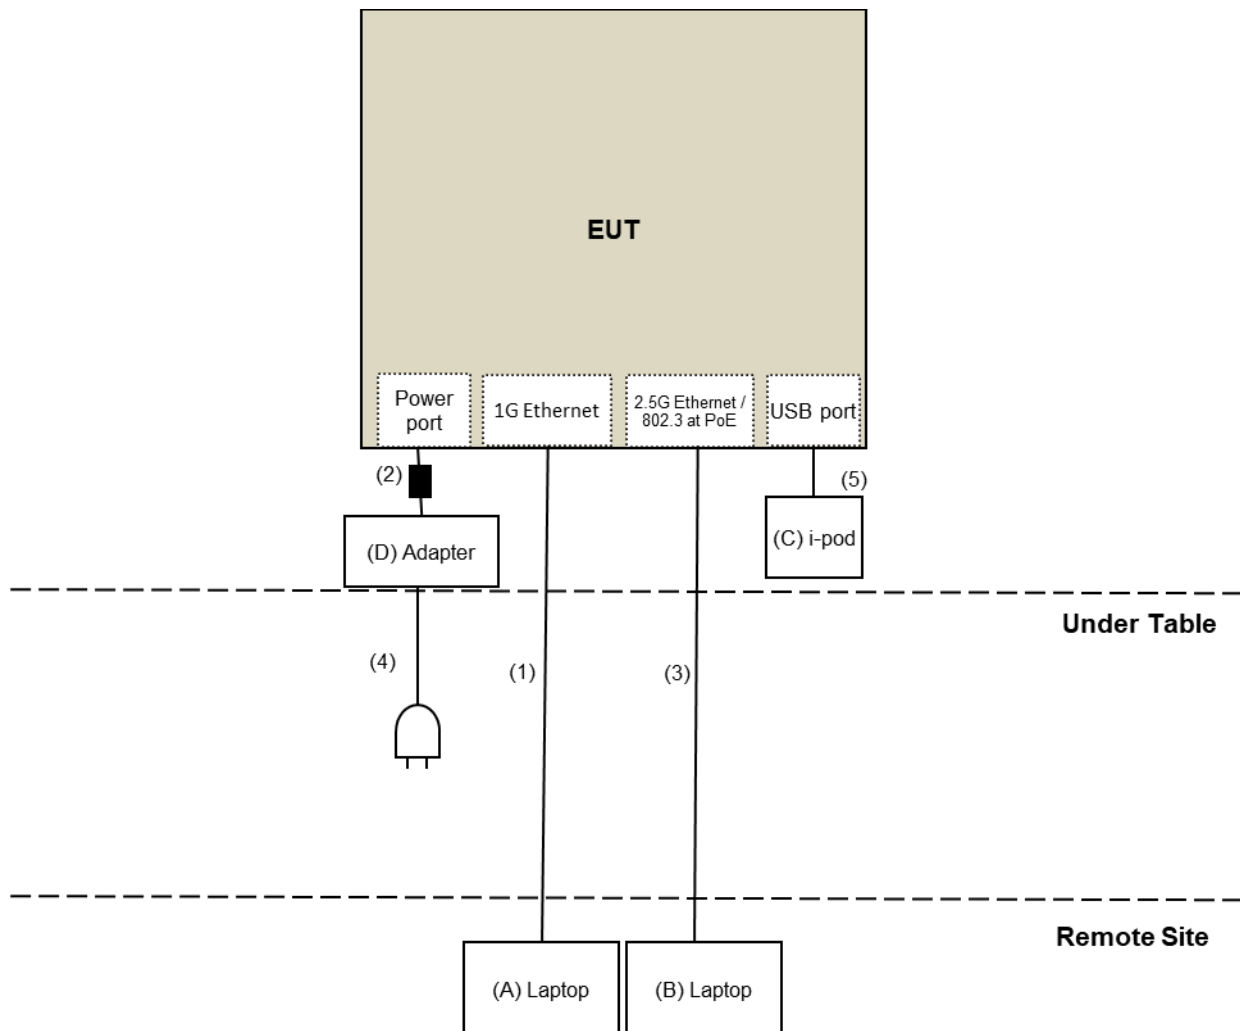 EUT
Power
port
1G Ethernet
2.5G Ethernet /
802.3 at PoE
USB port
(2)
(5)
(D) Adapter
(C) i-pod
Under Table
(4)
(1)
(3)
Remote Site
(A) Laptop
(B) Laptop